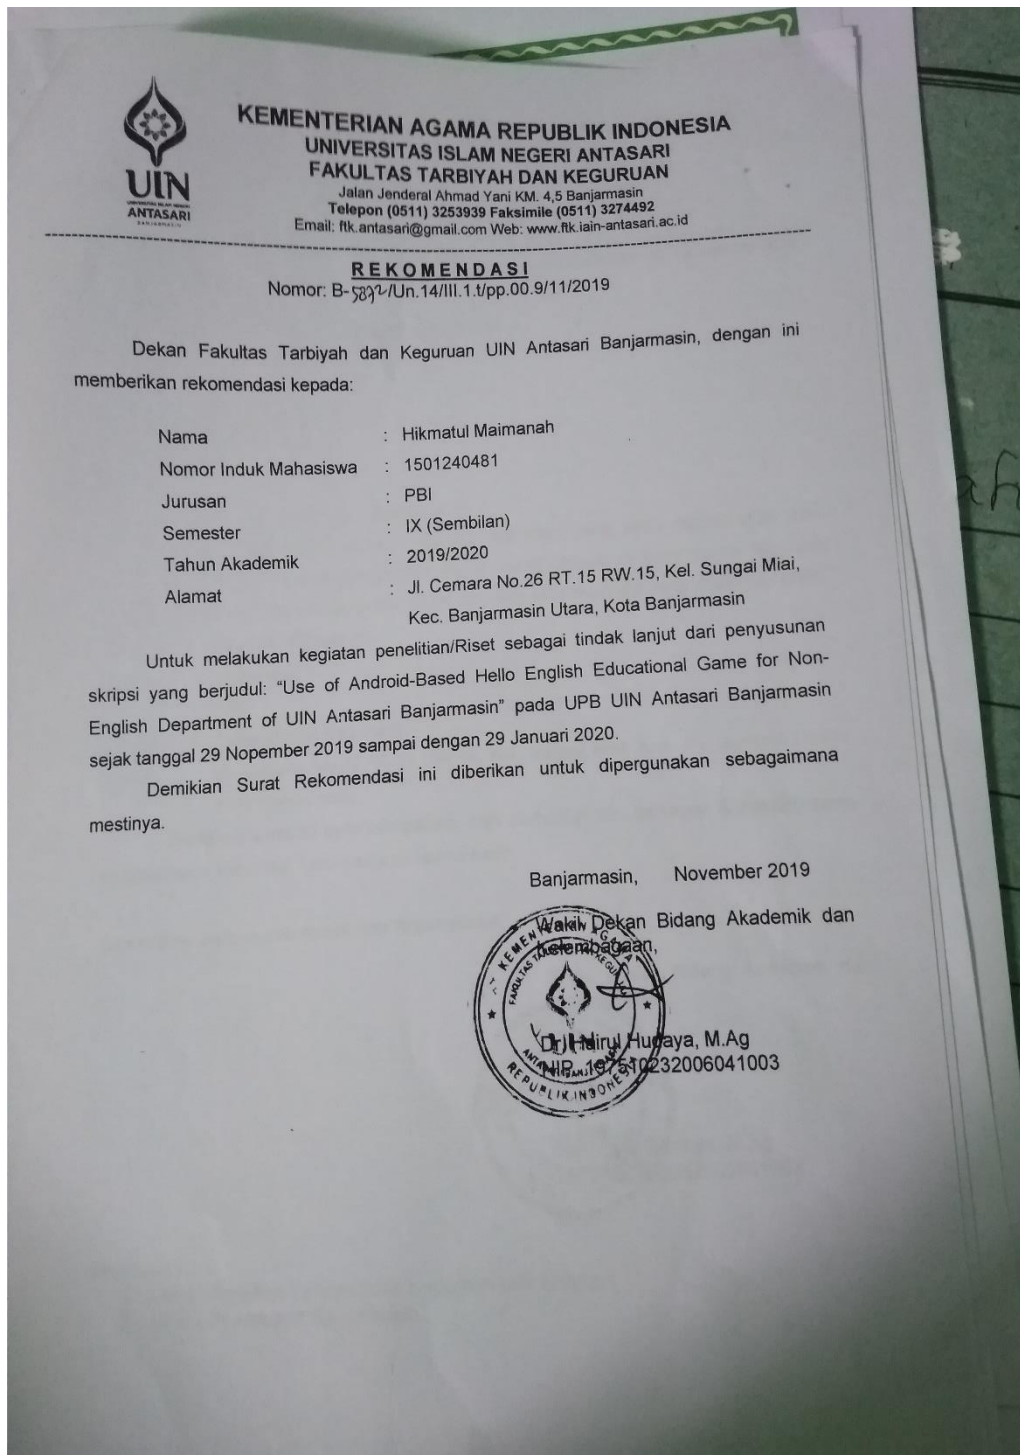 UIN
ANTASARI
KEMENTERIAN AGAMA REPUBLIK INDONESIA
UNIVERSITAS ISLAM NEGERI ANTASARI
FAKULTAS TARBIYAH DAN KEGURUAN
Jalan Jenderal Ahmad Yani KM. 4,5 Banjarmasin
Telepon (0511) 3253939 Faksimile (0511) 3274492
Email: ftk.antasari@gmail.com Web: www.ftk.iain-antasari.ac.id
REKOMENDASI
Nomor: B-5872/Un.14/III.1.t/pp.00.9/11/2019
Dekan Fakultas Tarbiyah dan Keguruan UIN Antasari Banjarmasin, dengan ini
memberikan rekomendasi kepada:
Nama : Hikmatul Maimanah
Nomor Induk Mahasiswa : 1501240481
Jurusan : PBI
Semester : IX (Sembilan)
Tahun Akademik : 2019/2020
Alamat : Jl. Cemara No.26 RT.15 RW.15, Kel. Sungai Miai,
Kec. Banjarmasin Utara, Kota Banjarmasin
Untuk melakukan kegiatan penelitian/Riset sebagai tindak lanjut dari penyusunan
skripsi yang berjudul: “Use of Android-Based Hello English Educational Game for Non-
English Department of UIN Antasari Banjarmasin” pada UPB UIN Antasari Banjarmasin
sejak tanggal 29 Nopember 2019 sampai dengan 29 Januari 2020.
Demikian Surat Rekomendasi ini diberikan untuk dipergunakan sebagaimana
mestinya.
Banjarmasin, November 2019
Wakil Dekan Bidang Akademik dan
Kelembagaan,
Dr. Hairul Hudaya, M.Ag
NIP. 197510232006041003
KEMENTERIAN AGAMA
REPUBLIK INDONESIA